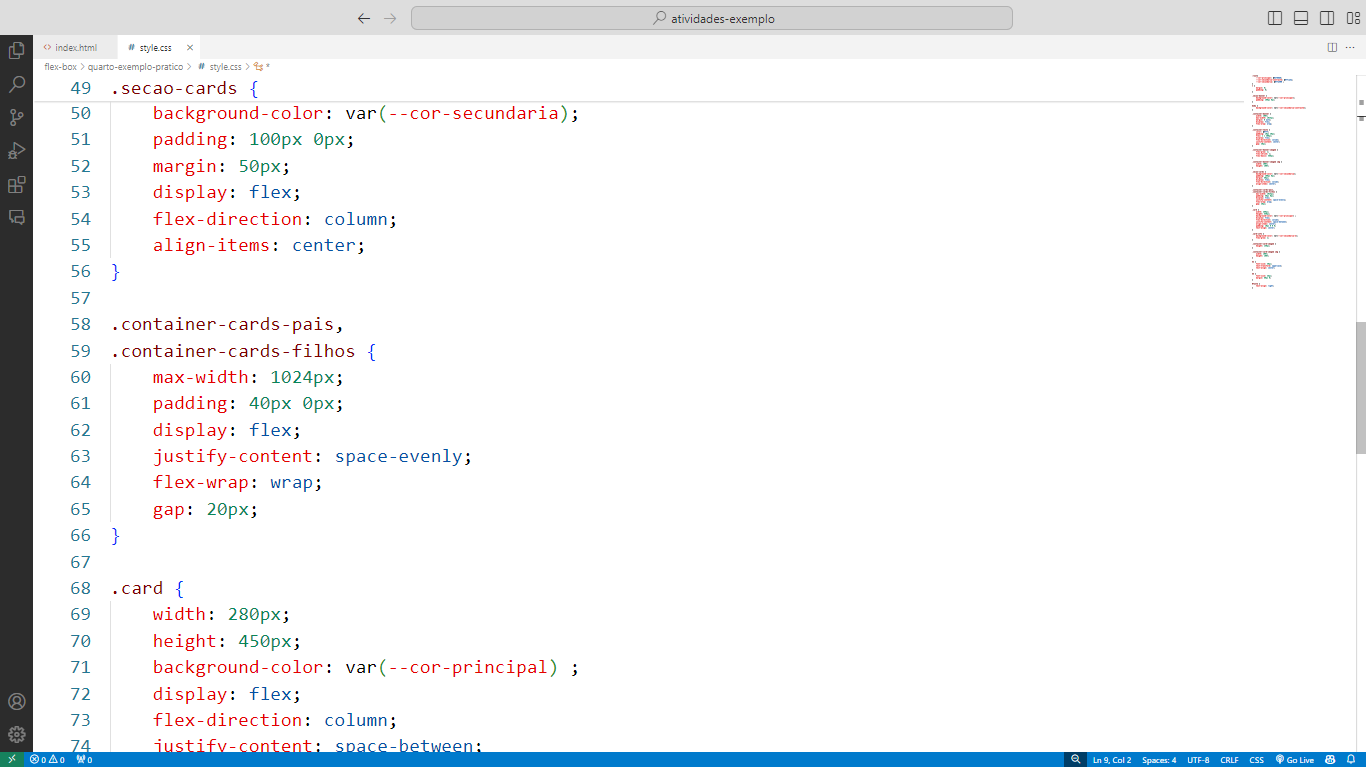 atividades-exemplo
index.html
# style.css ×
flex-box > quarto-exemplo-pratico > # style.css > *
49 .secao-cards {
50 background-color: var(--cor-secundaria);
51 padding: 100px 0px;
52 margin: 50px;
53 display: flex;
54 flex-direction: column;
55 align-items: center;
56 }
57
58 .container-cards-pais,
59 .container-cards-filhos {
60 max-width: 1024px;
61 padding: 40px 0px;
62 display: flex;
63 justify-content: space-evenly;
64 flex-wrap: wrap;
65 gap: 20px;
66 }
67
68 .card {
69 width: 280px;
70 height: 450px;
71 background-color: var(--cor-principal) ;
72 display: flex;
73 flex-direction: column;
74 justify-content: space-between;
0 0 0 Ln 9, Col 2 Spaces: 4 UTF-8 CRLF CSS Go Live